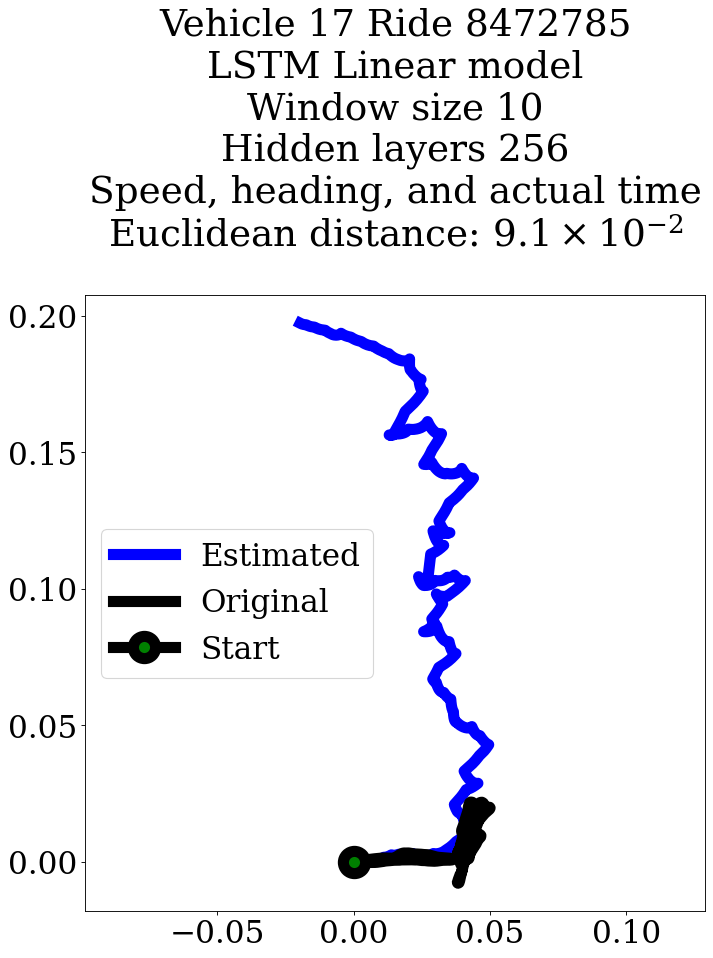 Vehicle 17 Ride 8472785
LSTM Linear model
Window size 10
Hidden layers 256
Speed, heading, and actual time
Euclidean distance: 9.1 × 10⁻²
0.20
0.15
0.10
0.05
0.00
Estimated
Original
Start
−0.05 0.00 0.05 0.10